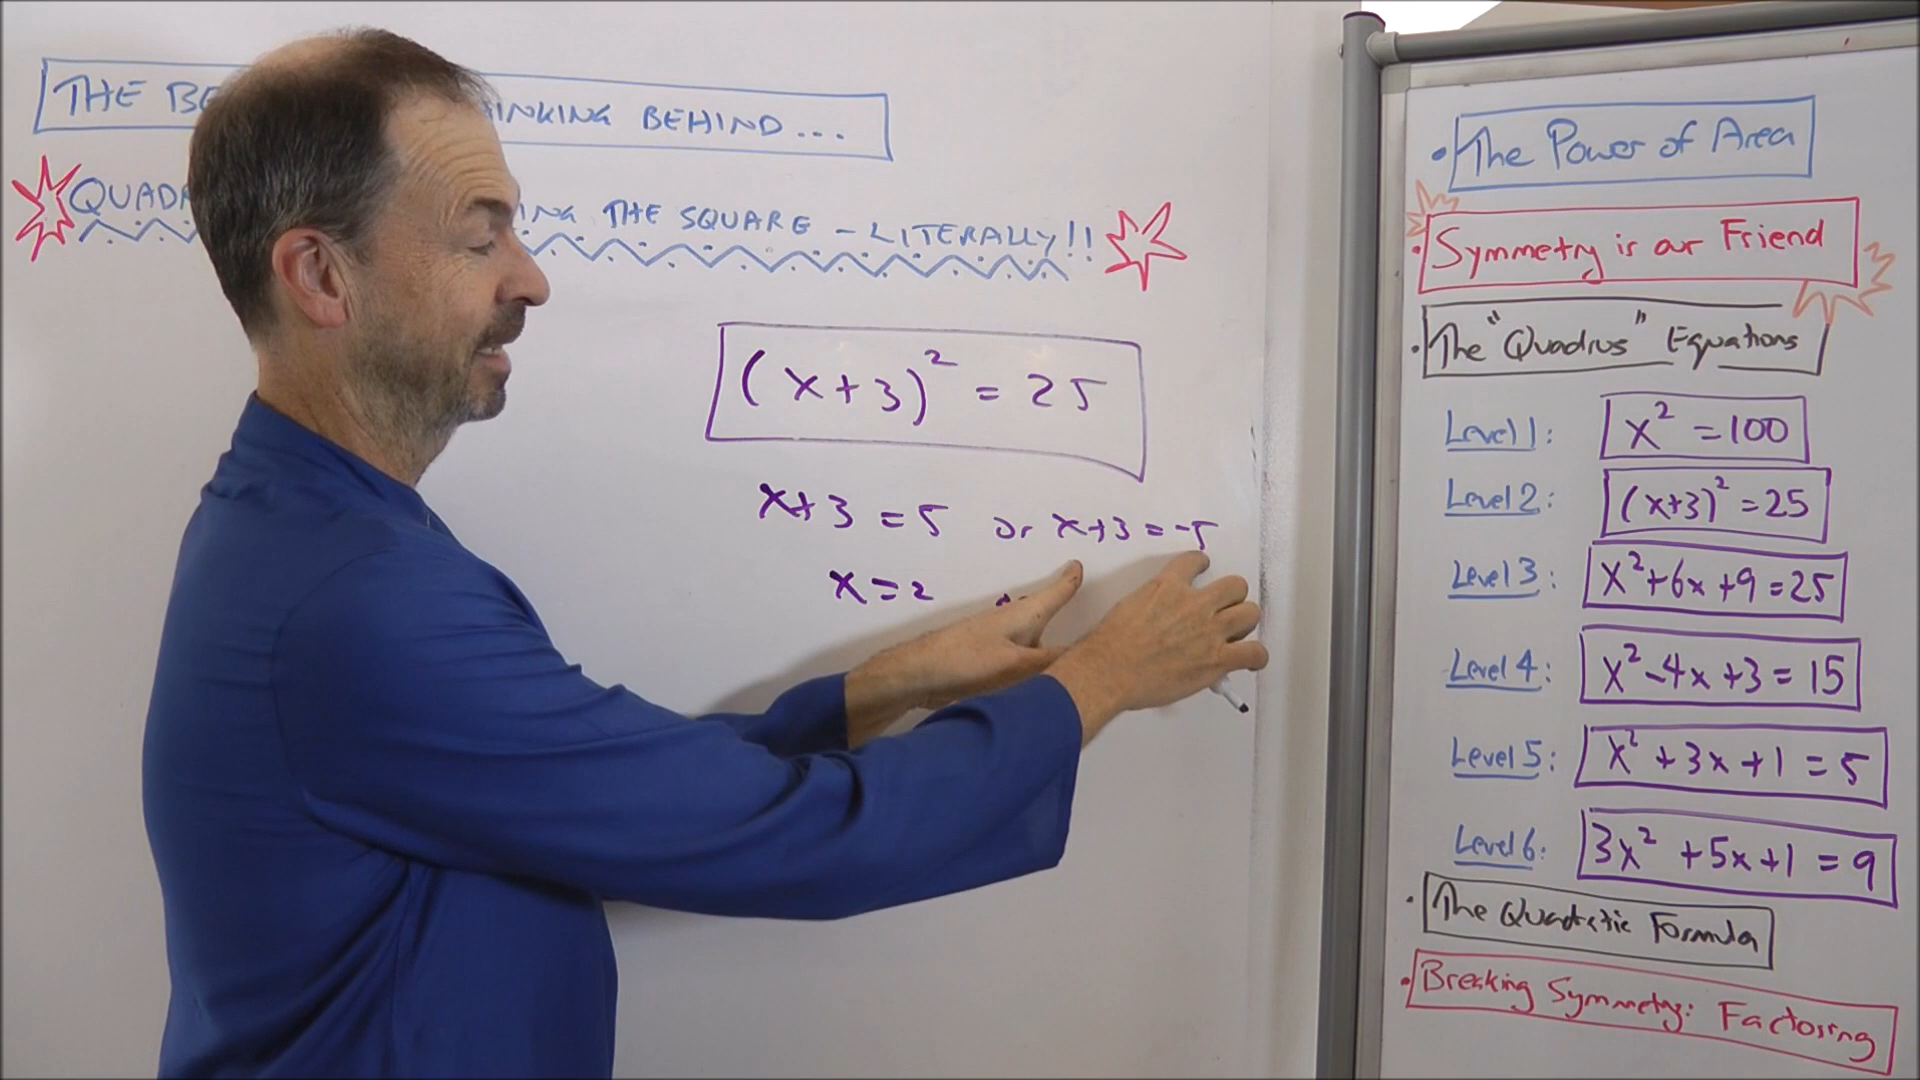 THE BE HINKING BEHIND...
QUADR ING THE SQUARE - LITERALLY!!
(x+3)² = 25
x+3 = 5 or x+3 = -5
x = 2
• The Power of Area
• Symmetry is our Friend
• The "Quadrus" Equations
Level 1: x² = 100
Level 2: (x+3)² = 25
Level 3: x²+6x+9 = 25
Level 4: x²-4x+3 = 15
Level 5: x²+3x+1 = 5
Level 6: 3x²+5x+1 = 9
• The Quadratic Formula
• Breaking Symmetry: Factoring